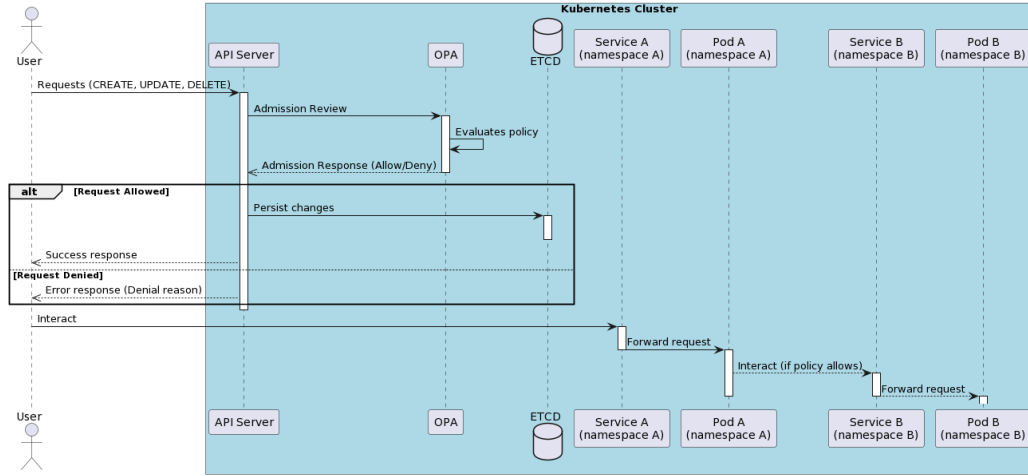 Kubernetes Cluster
User
API Server
OPA
ETCD
Service A
(namespace A)
Pod A
(namespace A)
Service B
(namespace B)
Pod B
(namespace B)
Requests (CREATE, UPDATE, DELETE)
Admission Review
Evaluates policy
Admission Response (Allow/Deny)
alt [Request Allowed]
Persist changes
Success response
[Request Denied]
Error response (Denial reason)
Interact
Forward request
Interact (if policy allows)
Forward request
User
API Server
OPA
ETCD
Service A
(namespace A)
Pod A
(namespace A)
Service B
(namespace B)
Pod B
(namespace B)